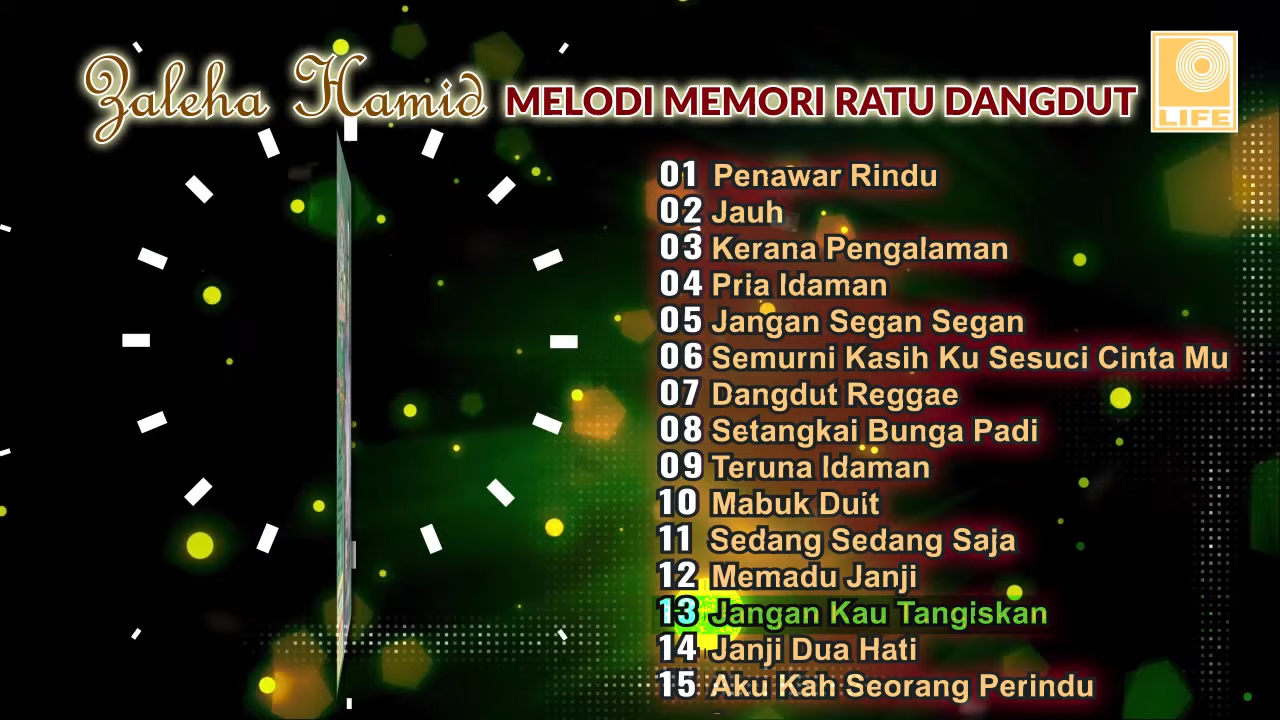 Zaleha Hamid MELODI MEMORI RATU DANGDUT
LIFE
01 Penawar Rindu
02 Jauh
03 Kerana Pengalaman
04 Pria Idaman
05 Jangan Segan Segan
06 Semurni Kasih Ku Sesuci Cinta Mu
07 Dangdut Reggae
08 Setangkai Bunga Padi
09 Teruna Idaman
10 Mabuk Duit
11 Sedang Sedang Saja
12 Memadu Janji
13 Jangan Kau Tangiskan
14 Janji Dua Hati
15 Aku Kah Seorang Perindu